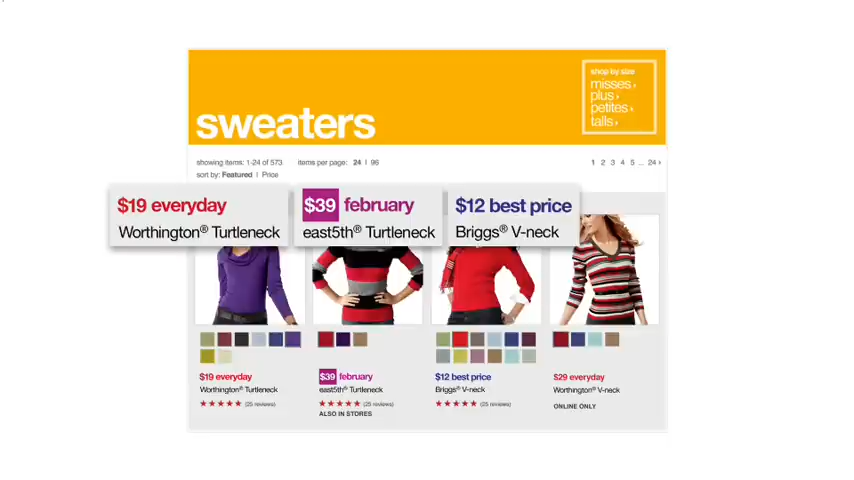 shop by size
misses ›
plus ›
petites ›
talls ›
sweaters
showing items: 1-24 of 573 items per page: 24 | 96
1 2 3 4 5 ... 24 ›
sort by: Featured | Price
$19 everyday
Worthington® Turtleneck
$39 february
east5th® Turtleneck
$12 best price
Briggs® V-neck
$19 everyday
Worthington® Turtleneck
(25 reviews)
$39 february
east5th® Turtleneck
(25 reviews)
ALSO IN STORES
$12 best price
Briggs® V-neck
(25 reviews)
$29 everyday
Worthington® V-neck
ONLINE ONLY